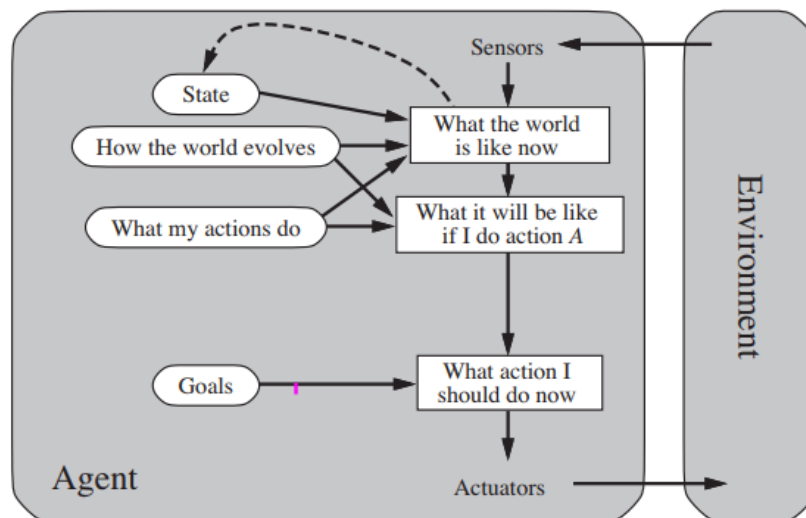 Sensors
State
What the world
is like now
How the world evolves
What it will be like
if I do action A
What my actions do
Environment
What action I
should do now
Goals
Agent
Actuators